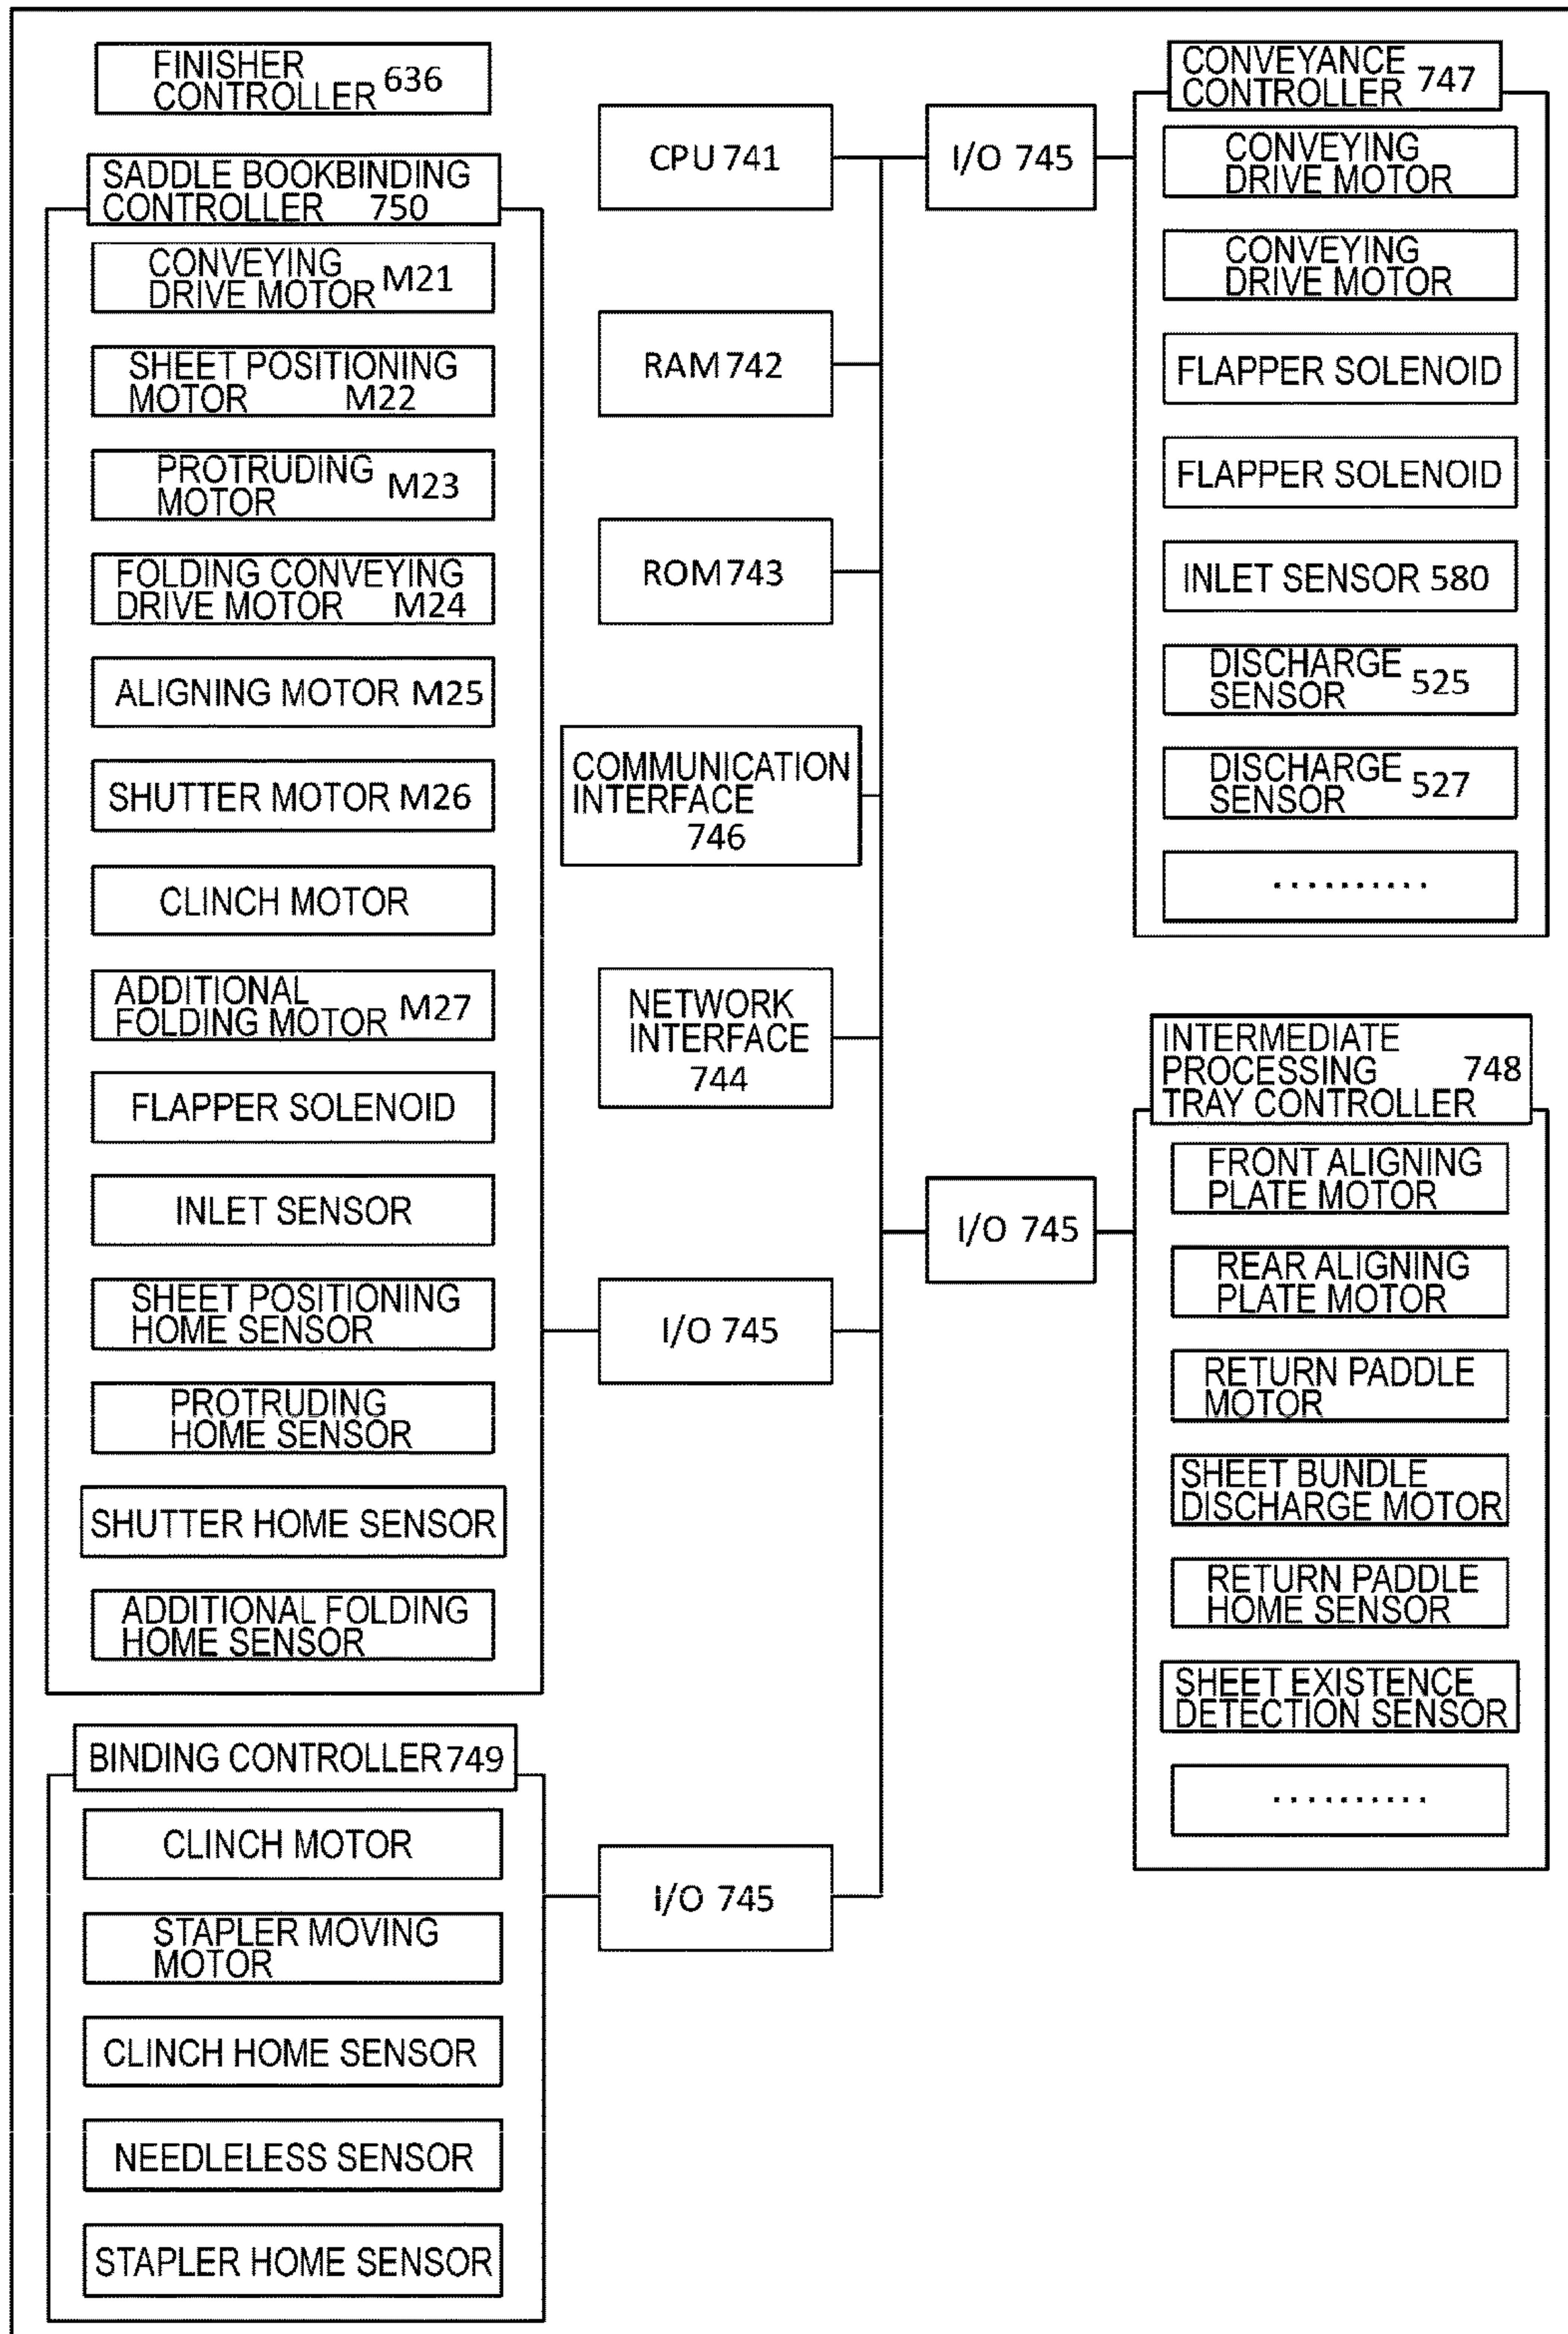 FINISHER
CONTROLLER 636
SADDLE BOOKBINDING
CONTROLLER 750
CONVEYING
DRIVE MOTOR M21
SHEET POSITIONING
MOTOR M22
PROTRUDING
MOTOR M23
FOLDING CONVEYING
DRIVE MOTOR M24
ALIGNING MOTOR M25
SHUTTER MOTOR M26
CLINCH MOTOR
ADDITIONAL
FOLDING MOTOR M27
FLAPPER SOLENOID
INLET SENSOR
SHEET POSITIONING
HOME SENSOR
PROTRUDING
HOME SENSOR
SHUTTER HOME SENSOR
ADDITIONAL FOLDING
HOME SENSOR
BINDING CONTROLLER 749
CLINCH MOTOR
STAPLER MOVING
MOTOR
CLINCH HOME SENSOR
NEEDLELESS SENSOR
STAPLER HOME SENSOR
CPU 741
RAM 742
ROM 743
COMMUNICATION
INTERFACE
746
NETWORK
INTERFACE
744
I/O 745
I/O 745
I/O 745
I/O 745
CONVEYANCE
CONTROLLER 747
CONVEYING
DRIVE MOTOR
CONVEYING
DRIVE MOTOR
FLAPPER SOLENOID
FLAPPER SOLENOID
INLET SENSOR 580
DISCHARGE
SENSOR 525
DISCHARGE
SENSOR 527
..........
INTERMEDIATE
PROCESSING 748
TRAY CONTROLLER
FRONT ALIGNING
PLATE MOTOR
REAR ALIGNING
PLATE MOTOR
RETURN PADDLE
MOTOR
SHEET BUNDLE
DISCHARGE MOTOR
RETURN PADDLE
HOME SENSOR
SHEET EXISTENCE
DETECTION SENSOR
..........